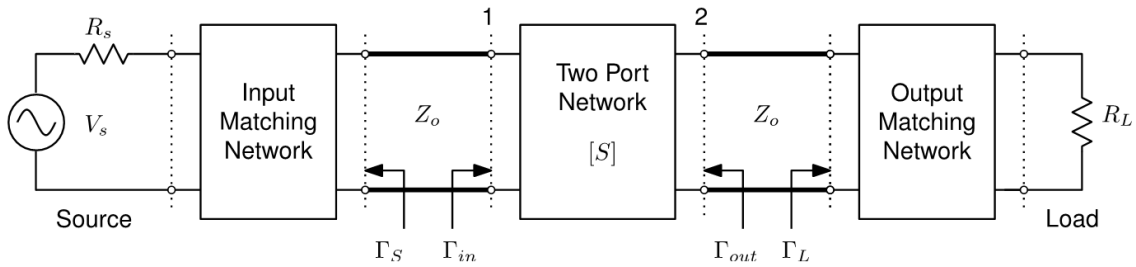 1
2
R_s
V_s
Source
Input
Matching
Network
Z_o
Γ_S
Γ_in
Two Port
Network
[S]
Z_o
Γ_out
Γ_L
Output
Matching
Network
R_L
Load